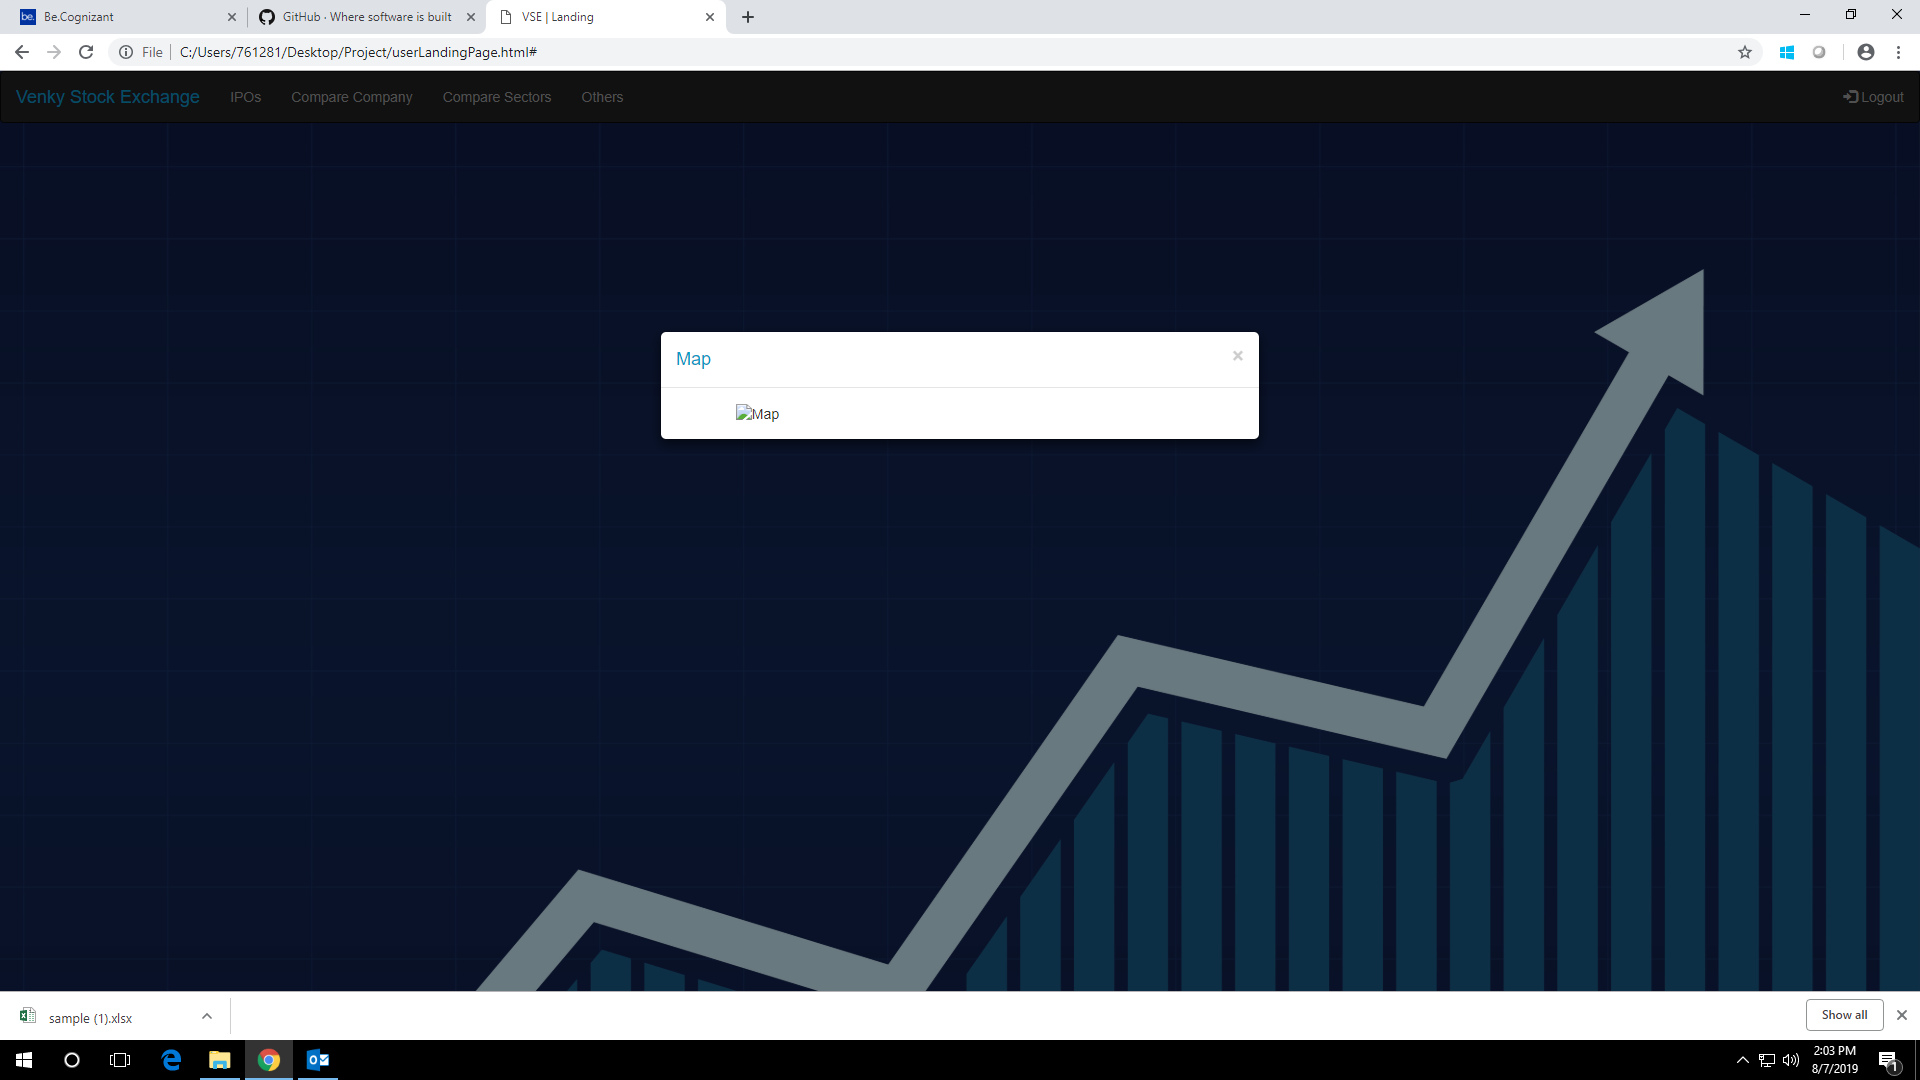 be. Be.Cognizant
GitHub · Where software is built
VSE | Landing
File C:/Users/761281/Desktop/Project/userLandingPage.html#
Venky Stock Exchange IPOs Compare Company Compare Sectors Others Logout
Map ×
Map
sample (1).xlsx Show all
2:03 PM
8/7/2019
1